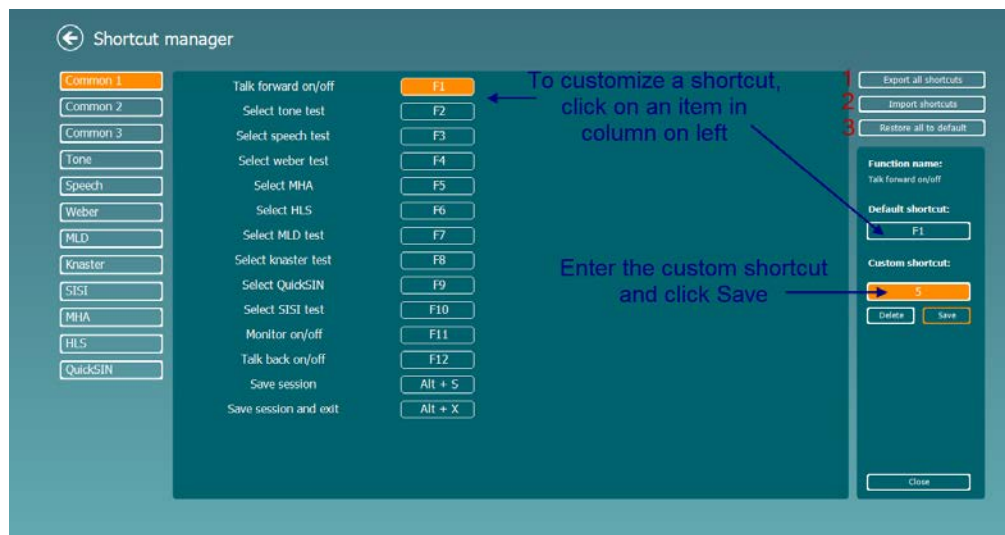 Shortcut manager
Common 1
Common 2
Common 3
Tone
Speech
Weber
MLD
Knaster
SISI
MHA
HLS
QuickSIN
Talk forward on/off F1
Select tone test F2
Select speech test F3
Select weber test F4
Select MHA F5
Select HLS F6
Select MLD test F7
Select knaster test F8
Select QuickSIN F9
Select SISI test F10
Monitor on/off F11
Talk back on/off F12
Save session Alt + S
Save session and exit Alt + X
To customize a shortcut,
click on an item in
column on left
Enter the custom shortcut
and click Save
1 Export all shortcuts
2 Import shortcuts
3 Restore all to default
Function name:
Talk forward on/off
Default shortcut:
F1
Custom shortcut:
5
Delete Save
Close